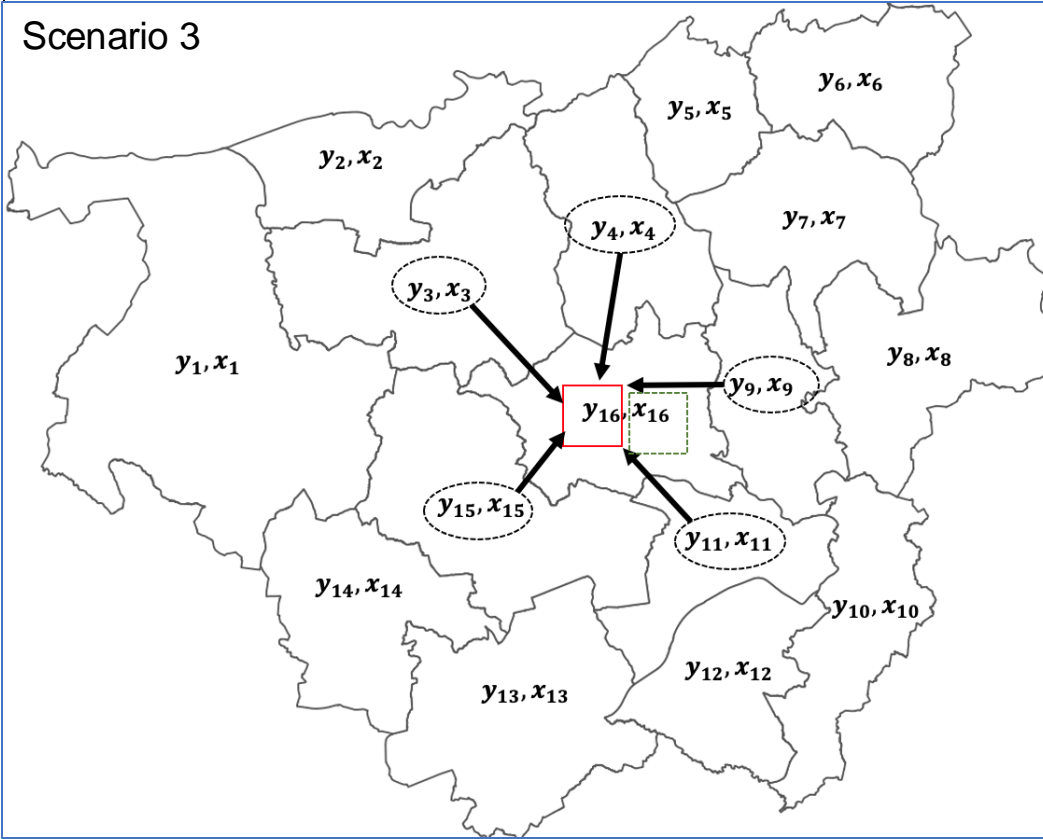 Scenario 3
y₆, x₆
y₅, x₅
y₂, x₂
y₇, x₇
y₄, x₄
y₃, x₃
y₈, x₈
y₁, x₁
y₉, x₉
y₁₆, x₁₆
y₁₅, x₁₅
y₁₁, x₁₁
y₁₄, x₁₄
y₁₀, x₁₀
y₁₂, x₁₂
y₁₃, x₁₃